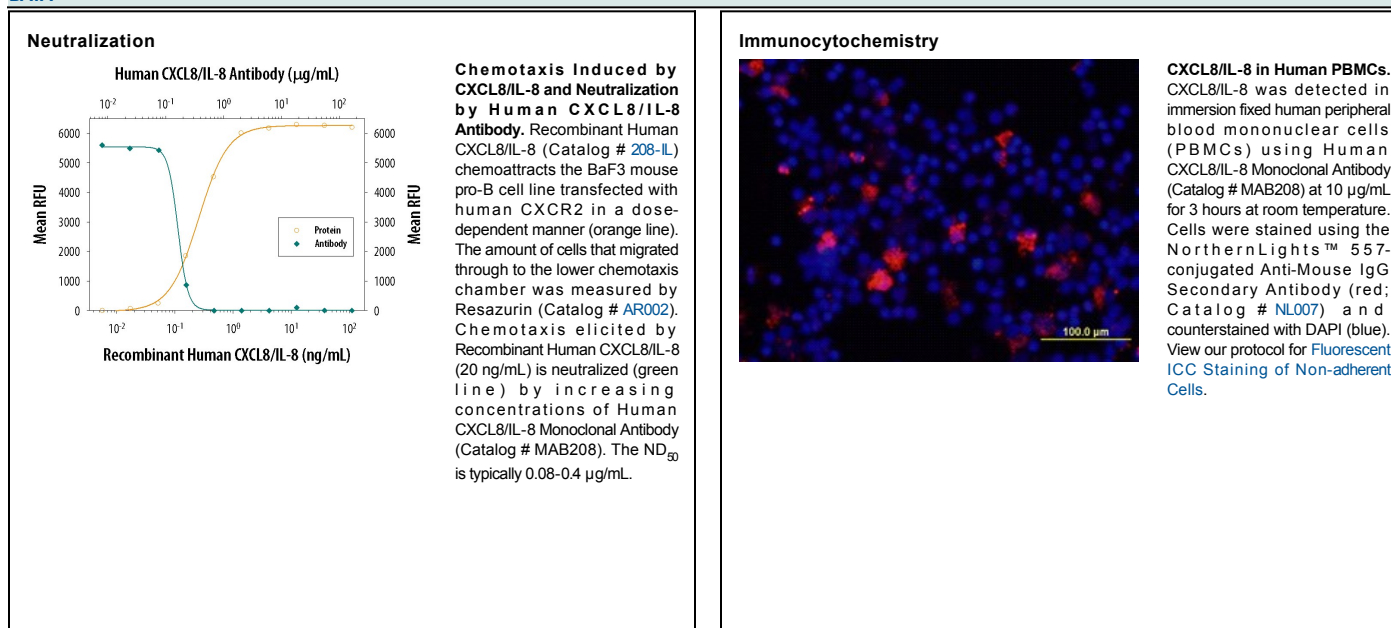 Neutralization
Human CXCL8/IL-8 Antibody (μg/mL)
10-2 10-1 100 101 102
6000 6000
5000 5000
4000 4000
3000 3000
2000 2000
1000 1000
0 0
Mean RFU
Mean RFU
Protein
Antibody
10-2 10-1 100 101 102
Recombinant Human CXCL8/IL-8 (ng/mL)
Chemotaxis Induced by
CXCL8/IL-8 and Neutralization
by Human CXCL8/IL-8
Antibody. Recombinant Human
CXCL8/IL-8 (Catalog # 208-IL)
chemoattracts the BaF3 mouse
pro-B cell line transfected with
human CXCR2 in a dose-
dependent manner (orange line).
The amount of cells that migrated
through to the lower chemotaxis
chamber was measured by
Resazurin (Catalog # AR002).
Chemotaxis elicited by
Recombinant Human CXCL8/IL-8
(20 ng/mL) is neutralized (green
line) by increasing
concentrations of Human
CXCL8/IL-8 Monoclonal Antibody
(Catalog # MAB208). The ND50
is typically 0.08-0.4 μg/mL.
Immunocytochemistry
100.0 μm
CXCL8/IL-8 in Human PBMCs.
CXCL8/IL-8 was detected in
immersion fixed human peripheral
blood mononuclear cells
(PBMCs) using Human
CXCL8/IL-8 Monoclonal Antibody
(Catalog # MAB208) at 10 μg/mL
for 3 hours at room temperature.
Cells were stained using the
NorthernLights™ 557-
conjugated Anti-Mouse IgG
Secondary Antibody (red;
Catalog # NL007) and
counterstained with DAPI (blue).
View our protocol for Fluorescent
ICC Staining of Non-adherent
Cells.